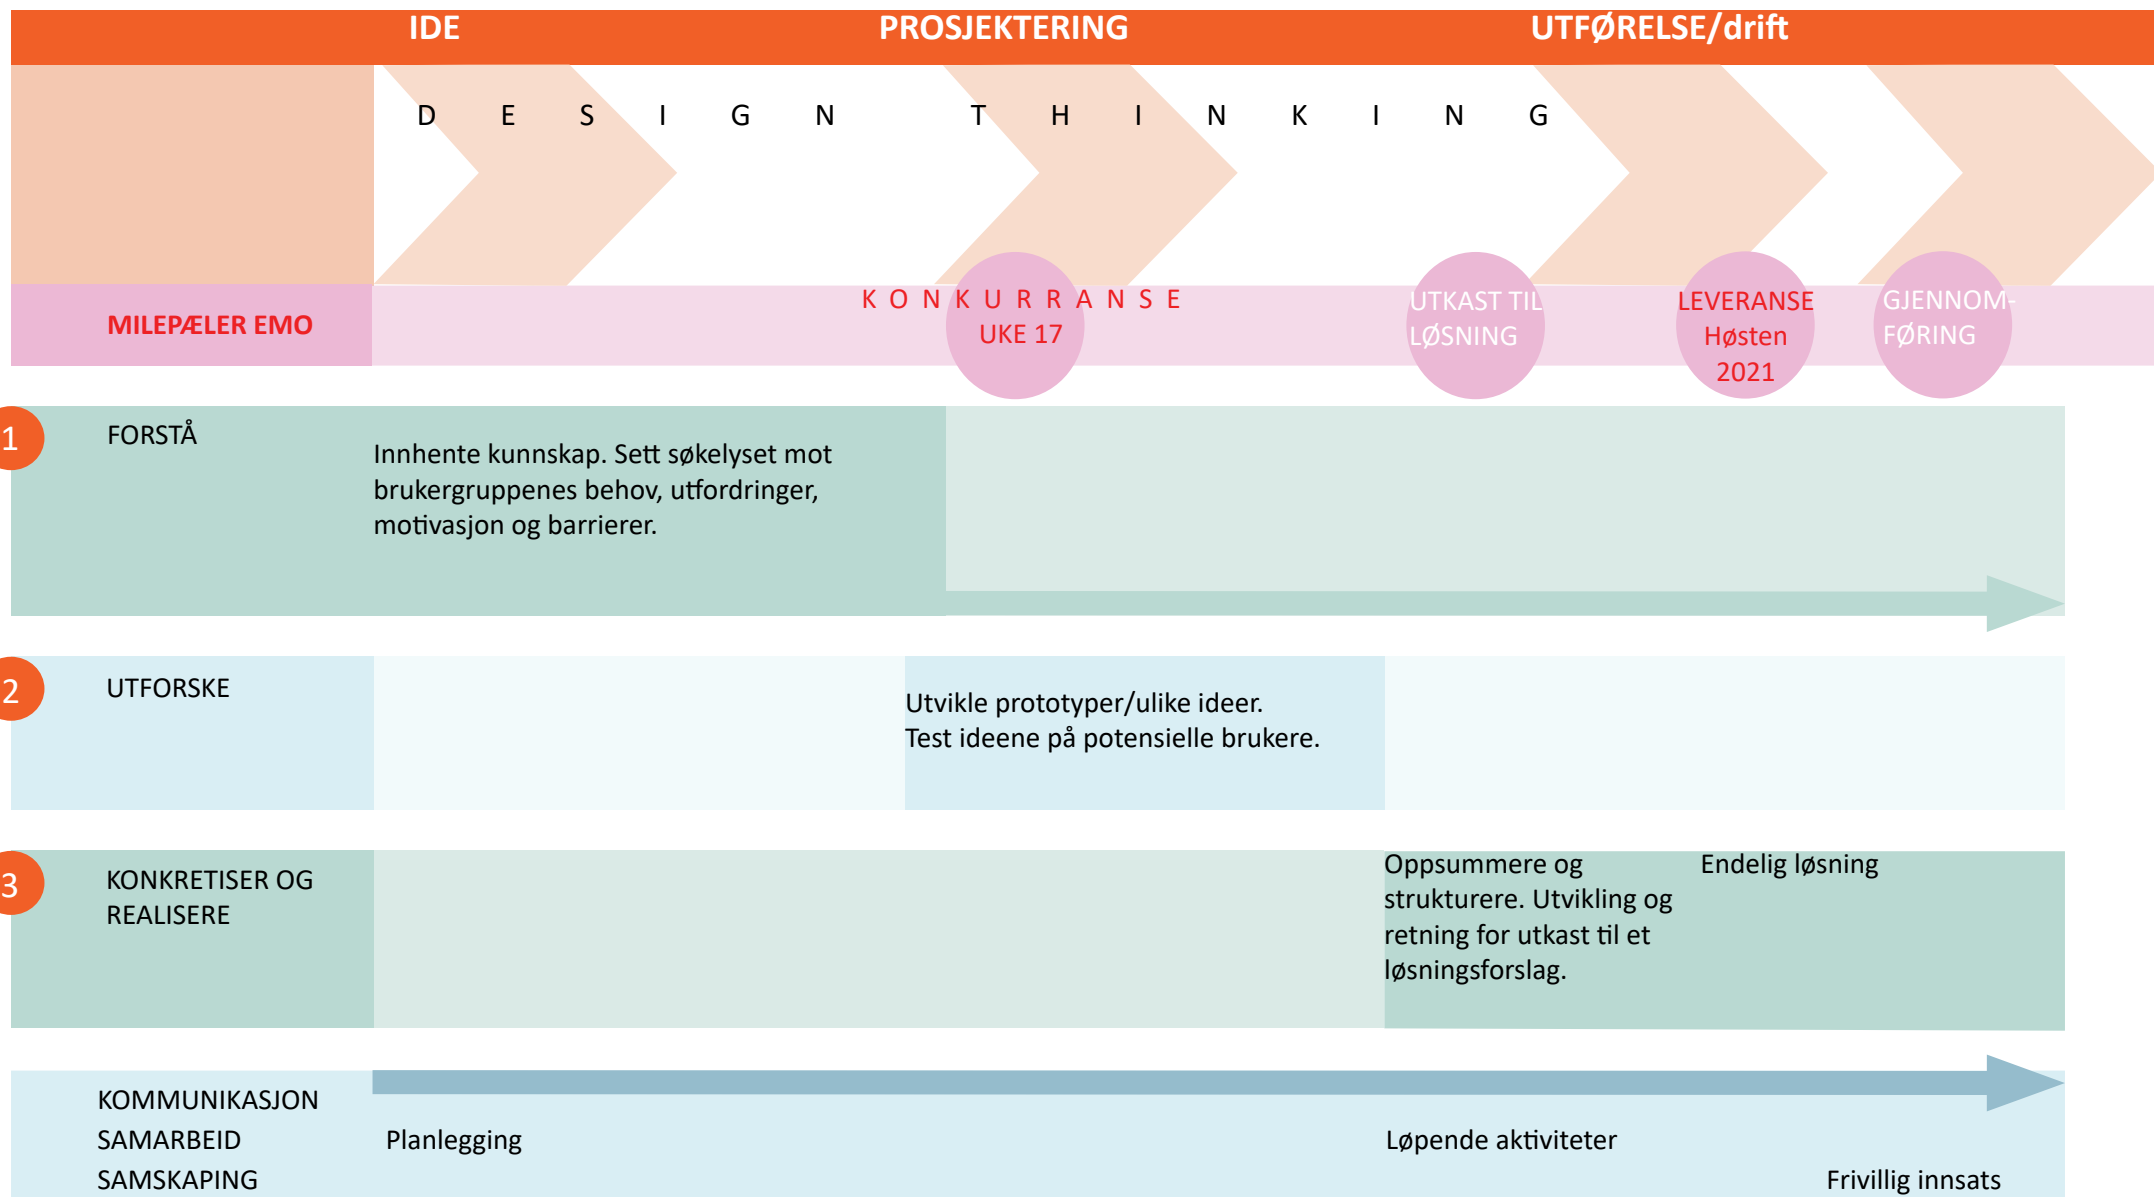 IDE PROSJEKTERING UTFØRELSE/drift
DESIGN THINKING
MILEPÆLER EMO
KONKURRANSE
UKE 17
UTKAST TIL
LØSNING
LEVERANSE
Høsten
2021
GJENNOM-
FØRING
1
FORSTÅ
Innhente kunnskap. Sett søkelyset mot
brukergruppenes behov, utfordringer,
motivasjon og barrierer.
2
UTFORSKE
Utvikle prototyper/ulike ideer.
Test ideene på potensielle brukere.
3
KONKRETISER OG
REALISERE
Oppsummere og
strukturere. Utvikling og
retning for utkast til et
løsningsforslag.
Endelig løsning
KOMMUNIKASJON
SAMARBEID
SAMSKAPING
Planlegging
Løpende aktiviteter
Frivillig innsats